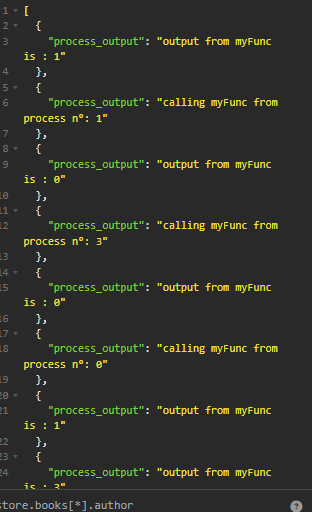 1 [
2 {
3 "process_output": "output from myFunc
is : 1"
4 },
5 {
6 "process_output": "calling myFunc from
process n°: 1"
7 },
8 {
9 "process_output": "output from myFunc
is : 0"
10 },
11 {
12 "process_output": "calling myFunc from
process n°: 3"
13 },
14 {
15 "process_output": "output from myFunc
is : 0"
16 },
17 {
18 "process_output": "calling myFunc from
process n°: 0"
19 },
20 {
21 "process_output": "output from myFunc
is : 1"
22 },
23 {
24 "process_output": "output from myFunc
is : 3"
store.books[*].author
?